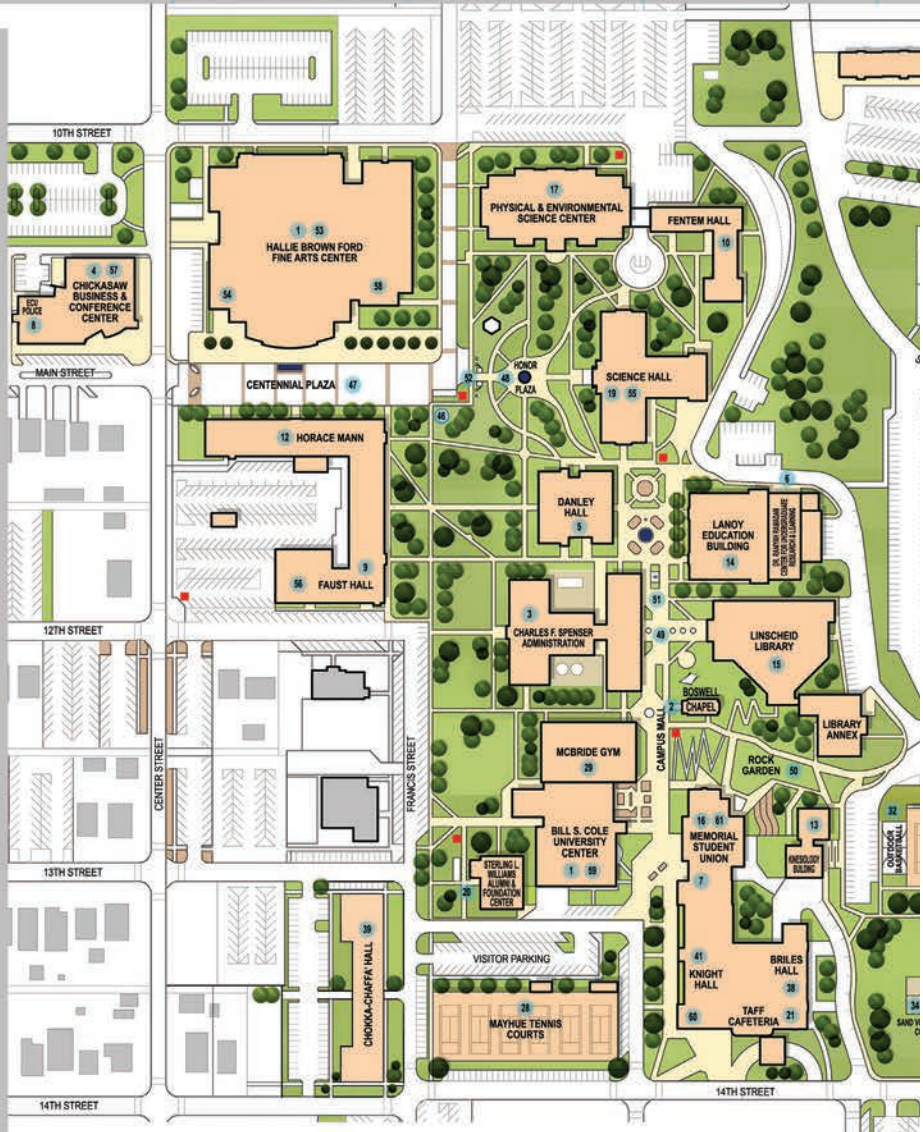 10TH STREET
17
PHYSICAL & ENVIRONMENTAL
SCIENCE CENTER
FENTEM HALL
10
1 53
HALLIE BROWN FORD
FINE ARTS CENTER
54
58
4 57
CHICKASAW
BUSINESS &
CONFERENCE
CENTER
ECU
POLICE
8
MAIN STREET
CENTENNIAL PLAZA 47
52
48
HONOR
PLAZA
46
SCIENCE HALL
19 55
12 HORACE MANN
6
DANLEY
HALL
5
LANOY
EDUCATION
BUILDING
14
CENTER FOR UNDERGRADUATE
RESEARCH & LEARNING
9
56 FAUST HALL
51
3
CHARLES F. SPENSER
ADMINISTRATION
49
LINSCHEID
LIBRARY
15
12TH STREET
CENTER STREET
FRANCIS STREET
BOSWELL
2 CHAPEL
CAMPUS MALL
LIBRARY
ANNEX
MCBRIDE GYM
29
ROCK
GARDEN 50
BILL S. COLE
UNIVERSITY
CENTER
1 59
16 61
MEMORIAL
STUDENT
UNION
7
13
KINESIOLOGY
BUILDING
32
OUTDOOR
BASKETBALL
13TH STREET
20
STERLING L.
WILLIAMS
ALUMNI &
FOUNDATION
CENTER
39
CHOKKA-CHAFFA' HALL
VISITOR PARKING
28
MAYHUE TENNIS
COURTS
41
KNIGHT
HALL
60
BRILES
HALL
38
TAFF
CAFETERIA
21
34
14TH STREET
14TH STREET